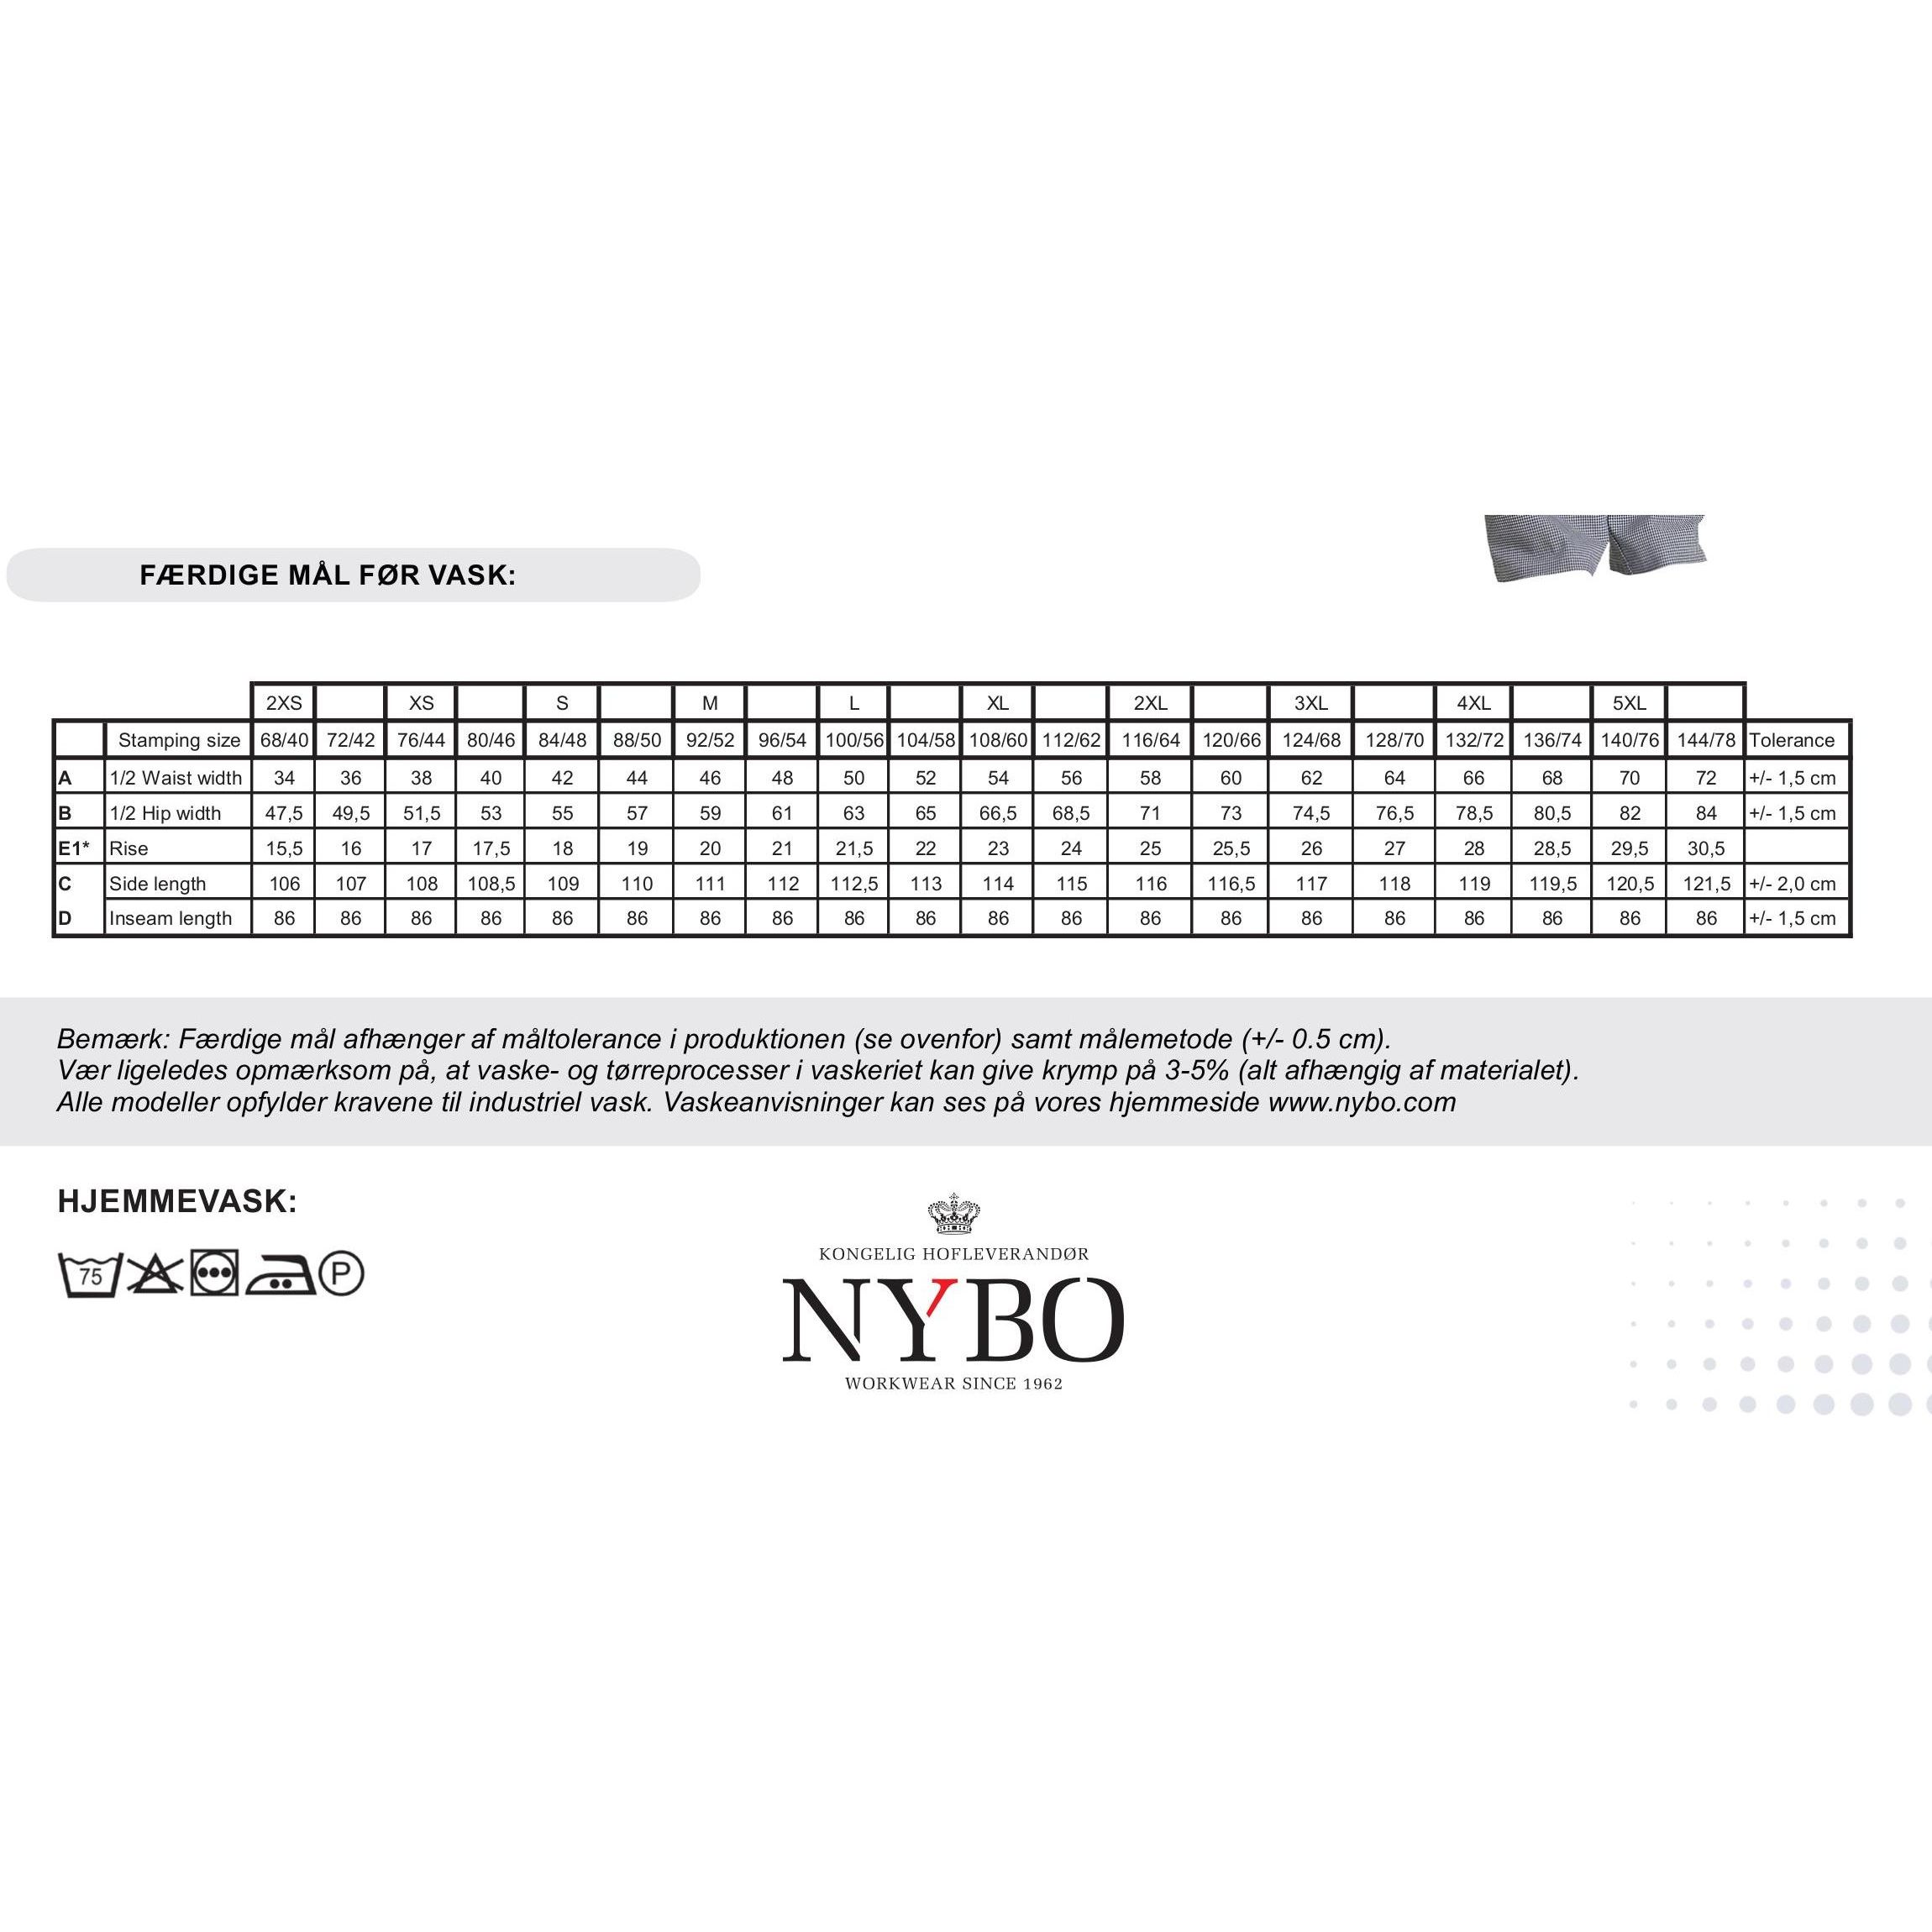 FÆRDIGE MÅL FØR VASK:
2XS XS S M L XL 2XL 3XL 4XL 5XL
Stamping size 68/40 72/42 76/44 80/46 84/48 88/50 92/52 96/54 100/56 104/58 108/60 112/62 116/64 120/66 124/68 128/70 132/72 136/74 140/76 144/78 Tolerance
A 1/2 Waist width 34 36 38 40 42 44 46 48 50 52 54 56 58 60 62 64 66 68 70 72 +/- 1,5 cm
B 1/2 Hip width 47,5 49,5 51,5 53 55 57 59 61 63 65 66,5 68,5 71 73 74,5 76,5 78,5 80,5 82 84 +/- 1,5 cm
E1* Rise 15,5 16 17 17,5 18 19 20 21 21,5 22 23 24 25 25,5 26 27 28 28,5 29,5 30,5
C Side length 106 107 108 108,5 109 110 111 112 112,5 113 114 115 116 116,5 117 118 119 119,5 120,5 121,5 +/- 2,0 cm
D Inseam length 86 86 86 86 86 86 86 86 86 86 86 86 86 86 86 86 86 86 86 86 +/- 1,5 cm
Bemærk: Færdige mål afhænger af måltolerance i produktionen (se ovenfor) samt målemetode (+/- 0.5 cm).
Vær ligeledes opmærksom på, at vaske- og tørreprocesser i vaskeriet kan give krymp på 3-5% (alt afhængig af materialet).
Alle modeller opfylder kravene til industriel vask. Vaskeanvisninger kan ses på vores hjemmeside www.nybo.com
HJEMMEVASK:
75 P
KONGELIG HOFLEVERANDØR
NYBO
WORKWEAR SINCE 1962